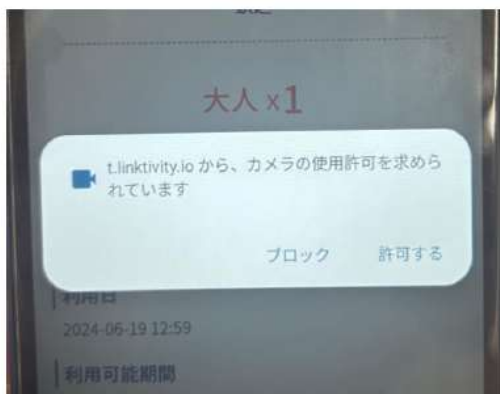 大人 x1
t.linktivity.io から、カメラの使用許可を求めら
れています
ブロック 許可する
利用日
2024-06-19 12:59
利用可能期間